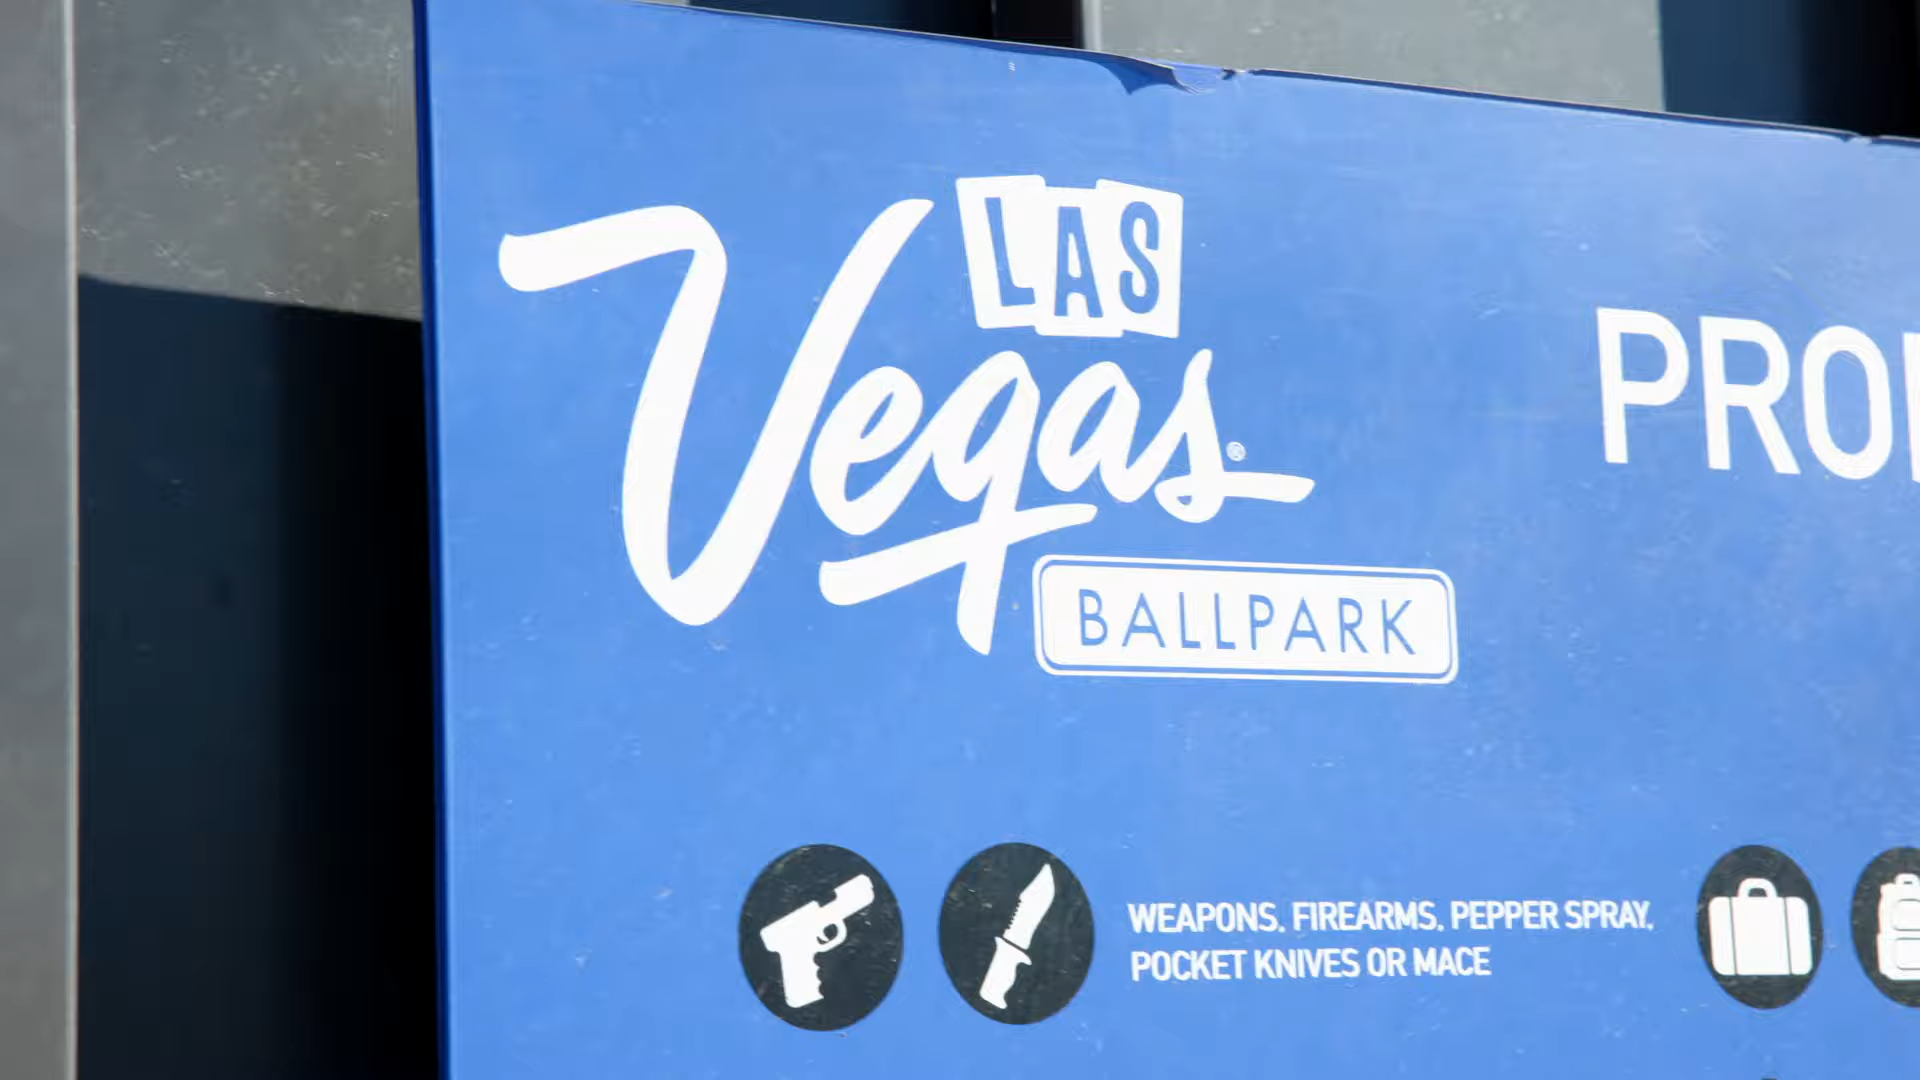 LAS
Vegas®
BALLPARK
WEAPONS, FIREARMS, PEPPER SPRAY,
POCKET KNIVES OR MACE